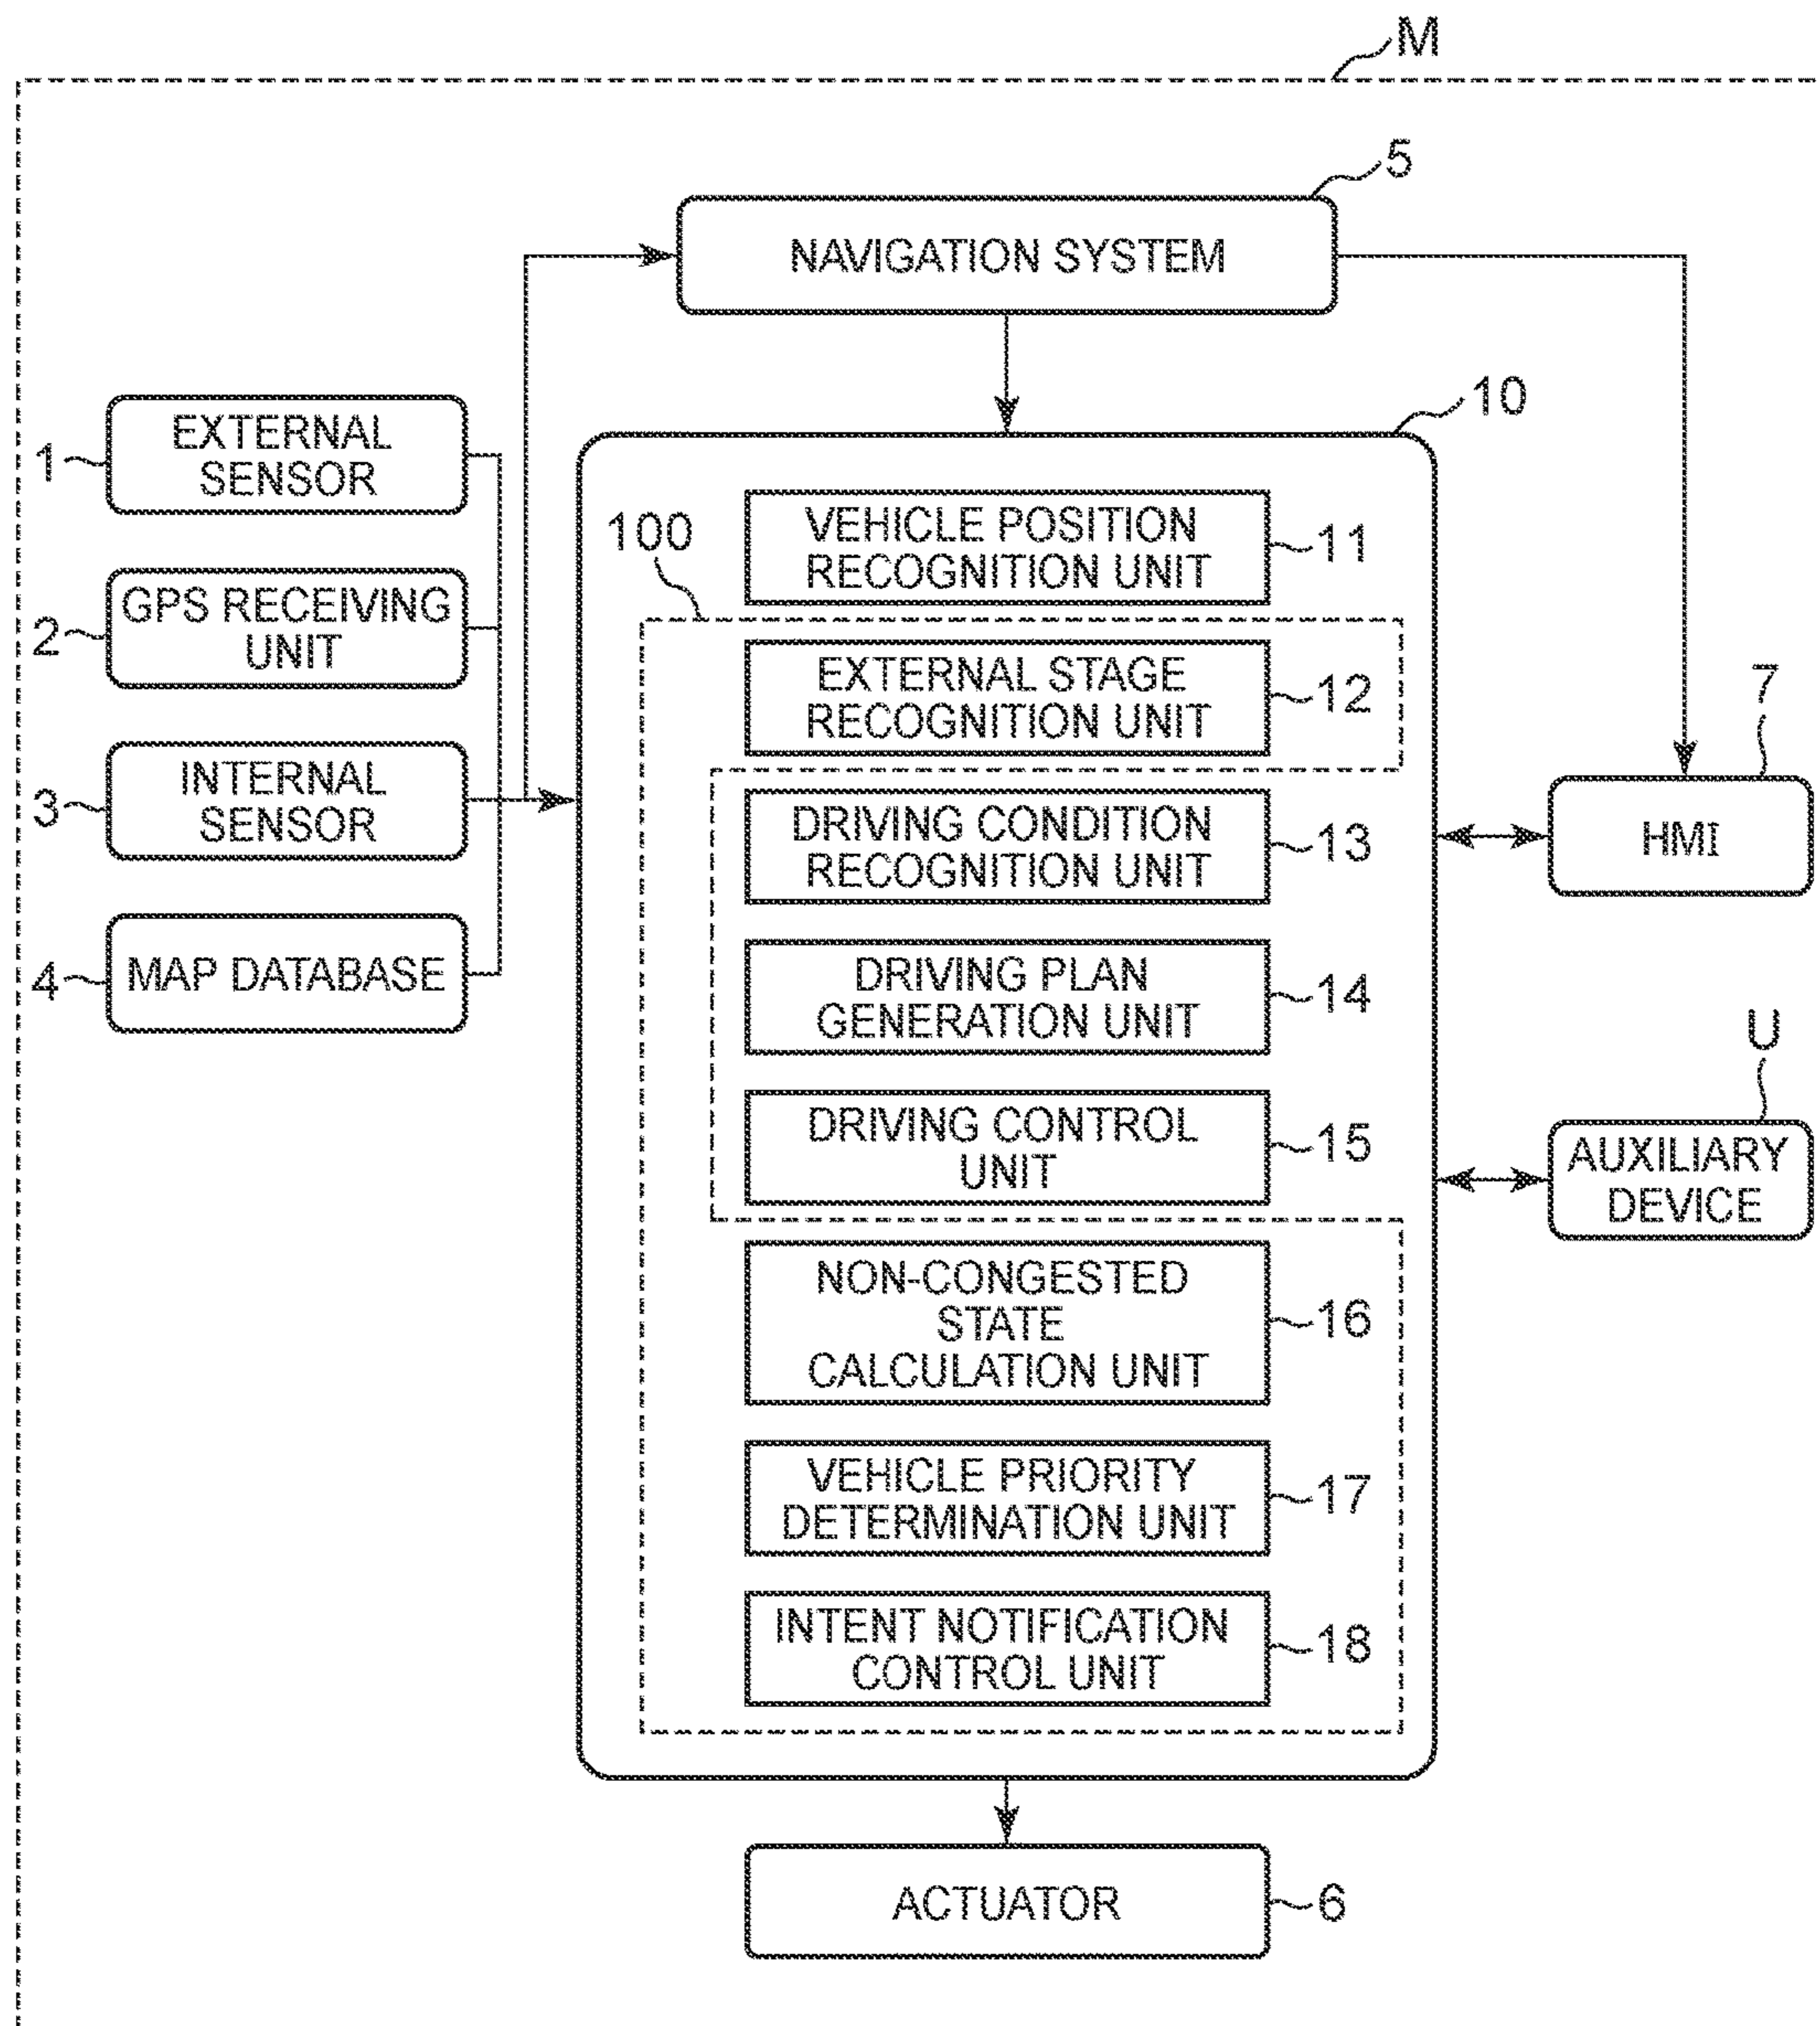 M
5
NAVIGATION SYSTEM
10
1
EXTERNAL
SENSOR
2
GPS RECEIVING
UNIT
3
INTERNAL
SENSOR
4
MAP DATABASE
100
VEHICLE POSITION
RECOGNITION UNIT
11
EXTERNAL STAGE
RECOGNITION UNIT
12
DRIVING CONDITION
RECOGNITION UNIT
13
DRIVING PLAN
GENERATION UNIT
14
DRIVING CONTROL
UNIT
15
NON-CONGESTED
STATE
CALCULATION UNIT
16
VEHICLE PRIORITY
DETERMINATION UNIT
17
INTENT NOTIFICATION
CONTROL UNIT
18
7
HMI
U
AUXILIARY
DEVICE
ACTUATOR
6